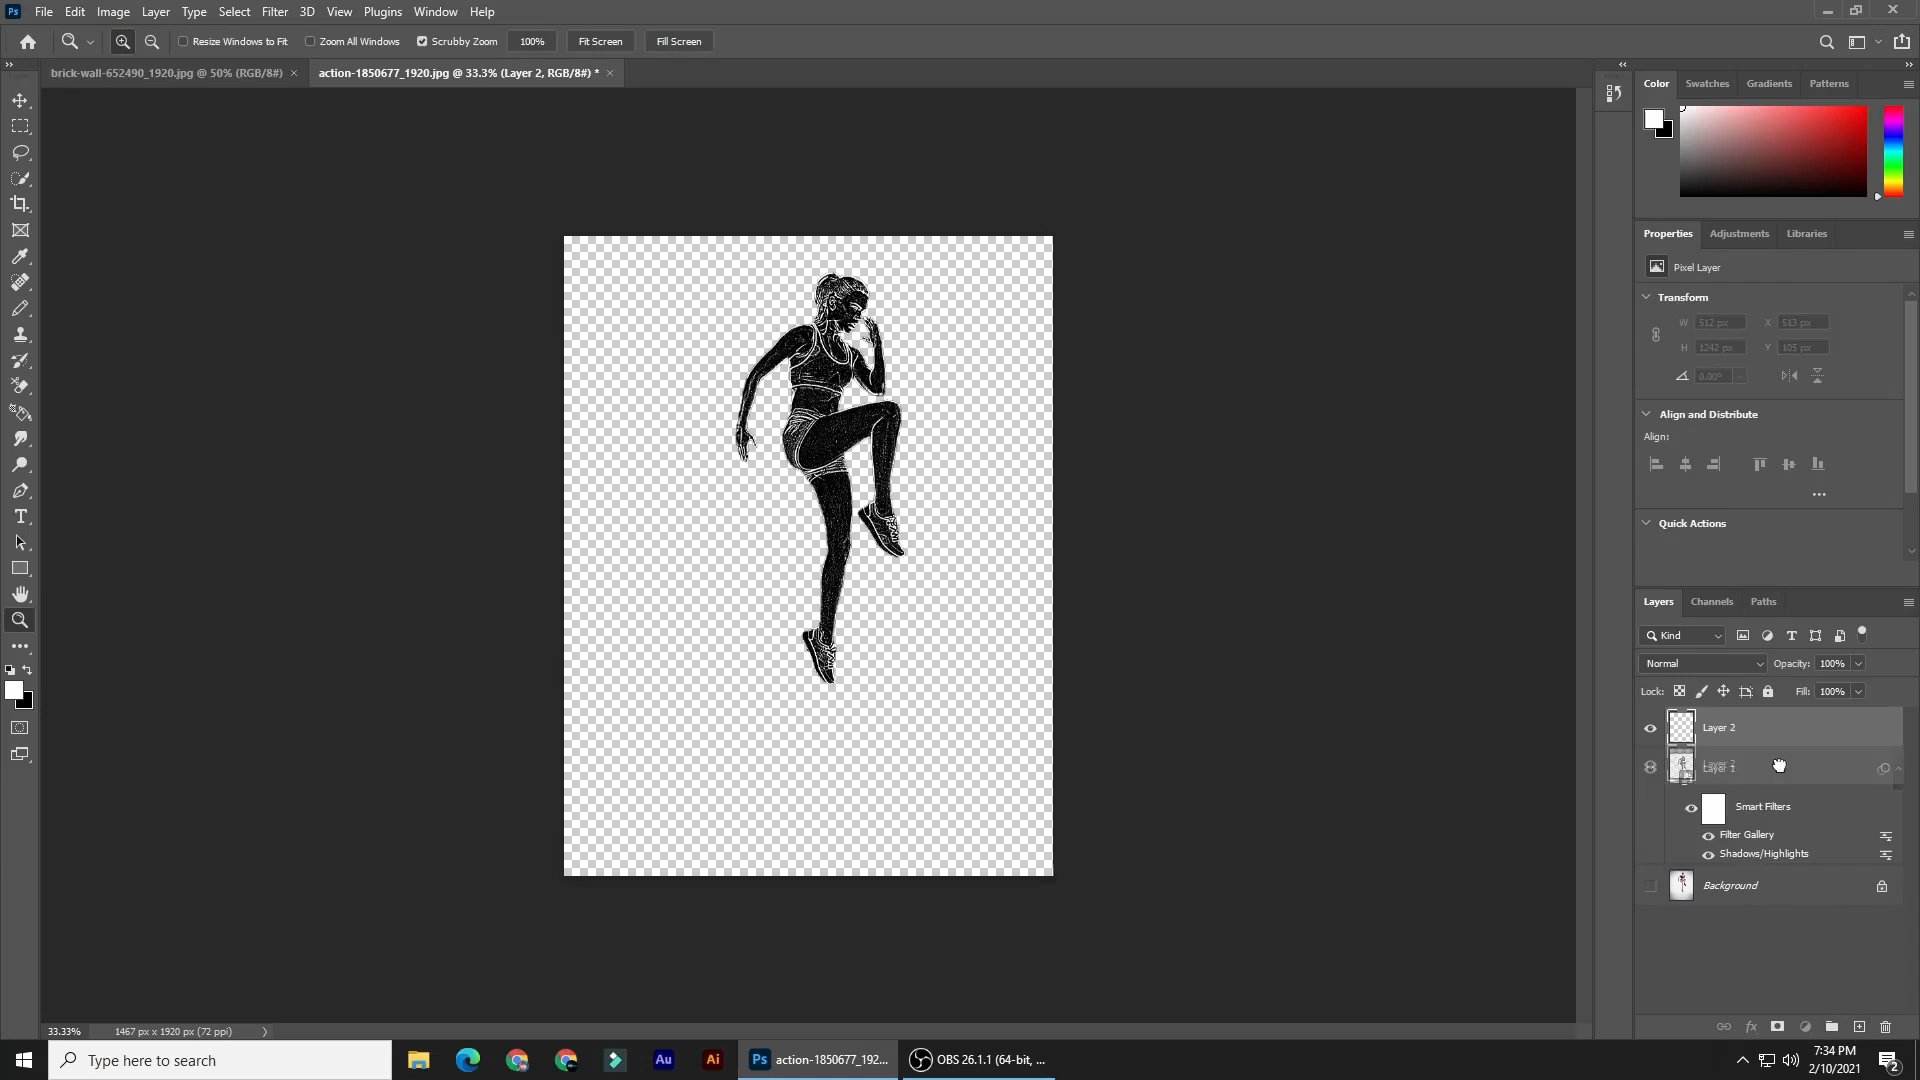 Ps File Edit Image Layer Type Select Filter 3D View Plugins Window Help
Resize Windows to Fit Zoom All Windows Scrubby Zoom 100% Fit Screen Fill Screen
brick-wall-652490_1920.jpg @ 50% (RGB/8#) × action-1850677_1920.jpg @ 33.3% (Layer 2, RGB/8#) * ×
Color Swatches Gradients Patterns
Properties Adjustments Libraries
Pixel Layer
Transform
W 512 px X 513 px
H 1242 px Y 105 px
0.00°
Align and Distribute
Align:
Quick Actions
Layers Channels Paths
Kind
Normal Opacity: 100%
Lock: Fill: 100%
Layer 2
Layer 1
Layer 2
Smart Filters
Filter Gallery
Shadows/Highlights
Background
33.33% 1467 px x 1920 px (72 ppi)
Type here to search
Au Ai Ps action-1850677_192... OBS 26.1.1 (64-bit, ...
7:34 PM
2/10/2021
2